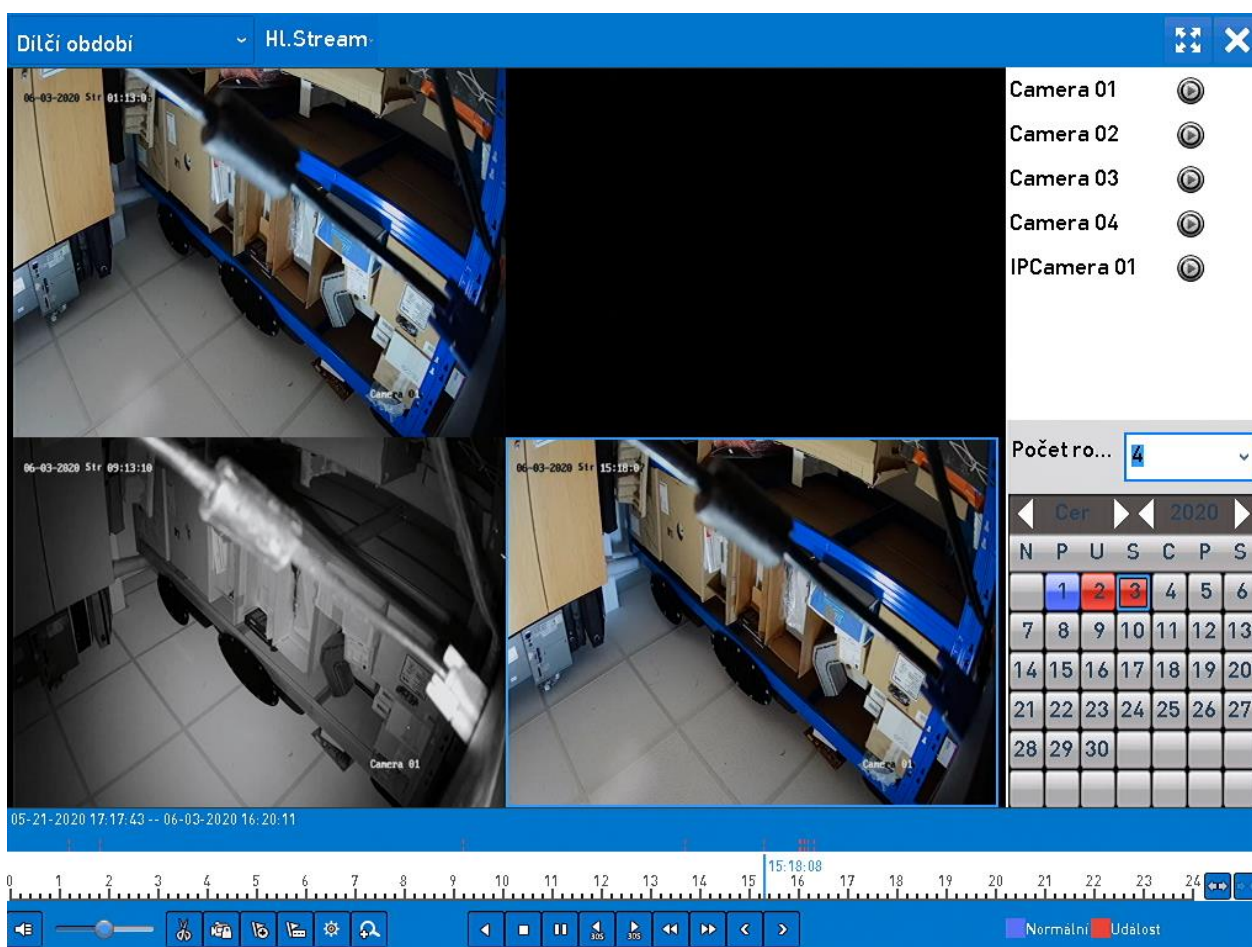 Dílčí období Hl.Stream
06-03-2020 Str 01:13:0
Camera 01
06-03-2020 Str 09:13:10
Camera 01
06-03-2020 Str 15:18:0
Camera 01
Camera 01
Camera 02
Camera 03
Camera 04
IPCamera 01
Počet ro... 4
Čer 2020
N P U S C P S
1 2 3 4 5 6
7 8 9 10 11 12 13
14 15 16 17 18 19 20
21 22 23 24 25 26 27
28 29 30
05-21-2020 17:17:43 -- 06-03-2020 16:20:11
15:18:08
0 1 2 3 4 5 6 7 8 9 10 11 12 13 14 15 16 17 18 19 20 21 22 23 24
30S 30S
Normální Událost